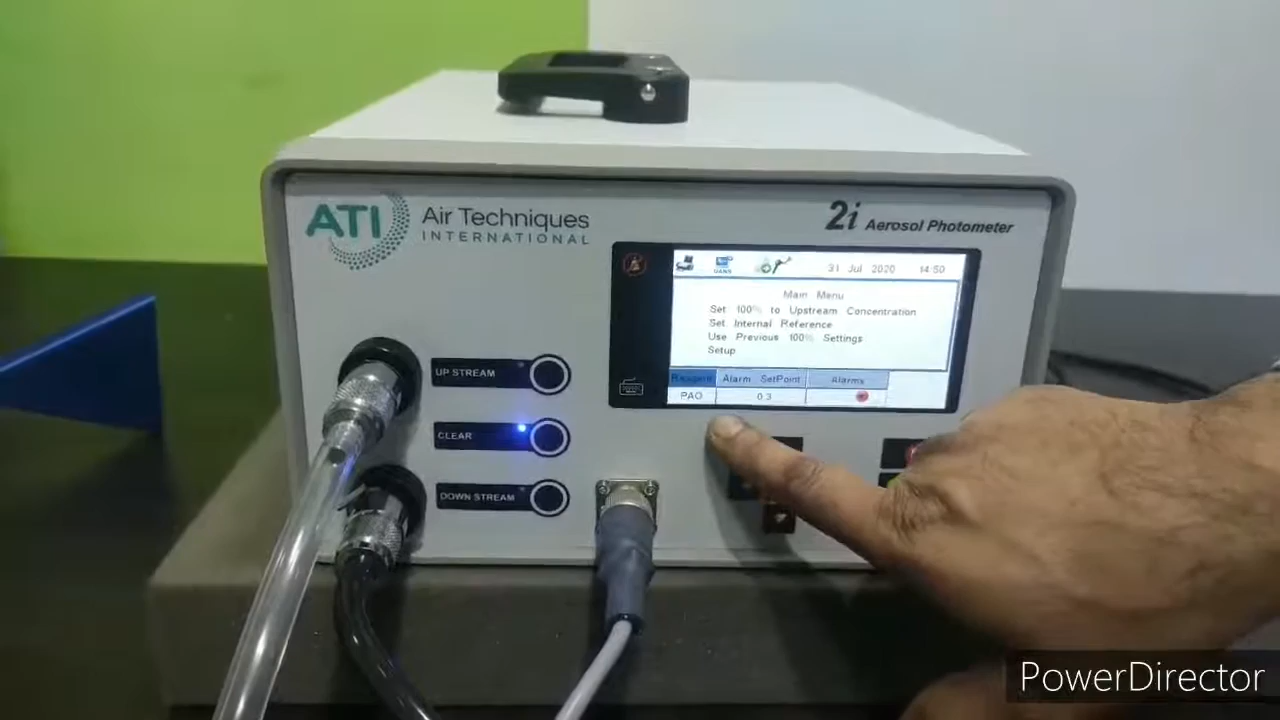 ATI Air Techniques
INTERNATIONAL
2i Aerosol Photometer
31 Jul 2020 14:50
Main Menu
Set 100% to Upstream Concentration
Set Internal Reference
Use Previous 100% Settings
Setup
Reagent Alarm SetPoint Alarms
PAO 0.3
UP STREAM
CLEAR
DOWN STREAM
PowerDirector